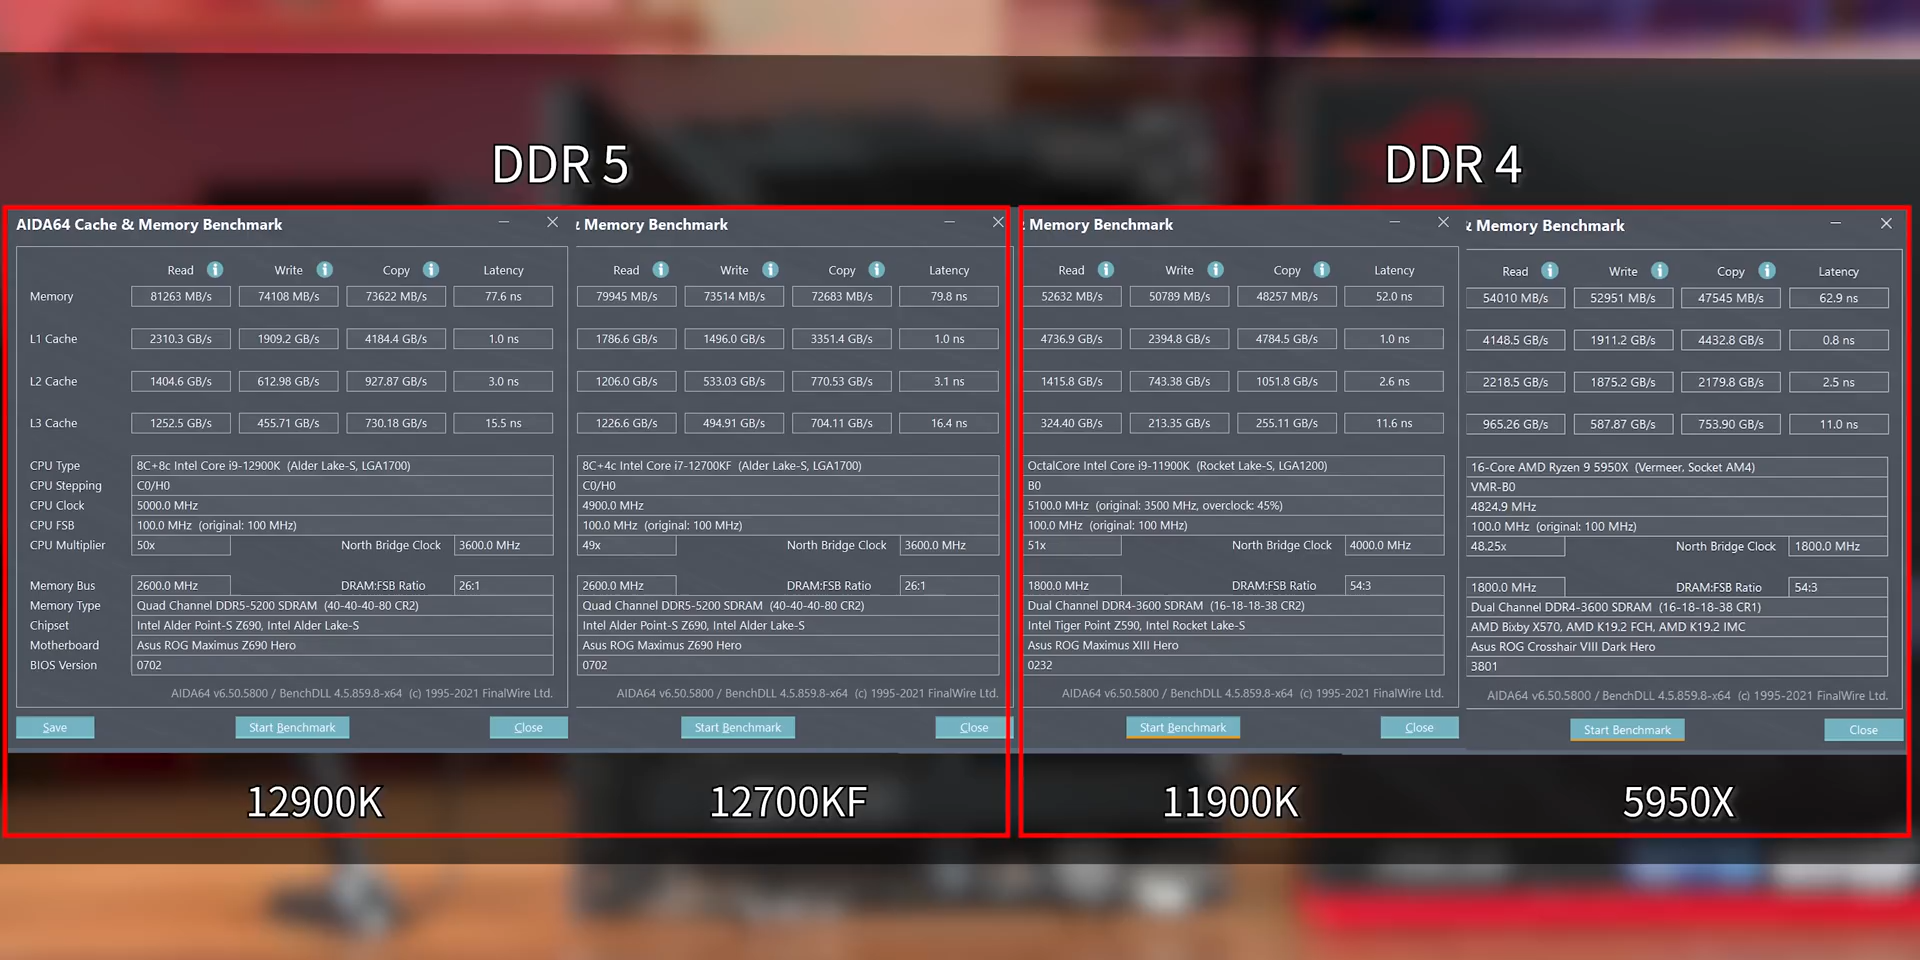 DDR 5
DDR 4
AIDA64 Cache & Memory Benchmark
Read Write Copy Latency
Memory 81263 MB/s 74108 MB/s 73622 MB/s 77.6 ns
L1 Cache 2310.3 GB/s 1909.2 GB/s 4184.4 GB/s 1.0 ns
L2 Cache 1404.6 GB/s 612.98 GB/s 927.87 GB/s 3.0 ns
L3 Cache 1252.5 GB/s 455.71 GB/s 730.18 GB/s 15.5 ns
CPU Type 8C+8c Intel Core i9-12900K (Alder Lake-S, LGA1700)
CPU Stepping C0/H0
CPU Clock 5000.0 MHz
CPU FSB 100.0 MHz (original: 100 MHz)
CPU Multiplier 50x North Bridge Clock 3600.0 MHz
Memory Bus 2600.0 MHz DRAM:FSB Ratio 26:1
Memory Type Quad Channel DDR5-5200 SDRAM (40-40-40-80 CR2)
Chipset Intel Alder Point-S Z690, Intel Alder Lake-S
Motherboard Asus ROG Maximus Z690 Hero
BIOS Version 0702
AIDA64 v6.50.5800 / BenchDLL 4.5.859.8-x64 (c) 1995-2021 FinalWire Ltd.
Save Start Benchmark Close
12900K
& Memory Benchmark
Read Write Copy Latency
79945 MB/s 73514 MB/s 72683 MB/s 79.8 ns
1786.6 GB/s 1496.0 GB/s 3351.4 GB/s 1.0 ns
1206.0 GB/s 533.03 GB/s 770.53 GB/s 3.1 ns
1226.6 GB/s 494.91 GB/s 704.11 GB/s 16.4 ns
8C+4c Intel Core i7-12700KF (Alder Lake-S, LGA1700)
C0/H0
4900.0 MHz
100.0 MHz (original: 100 MHz)
49x North Bridge Clock 3600.0 MHz
2600.0 MHz DRAM:FSB Ratio 26:1
Quad Channel DDR5-5200 SDRAM (40-40-40-80 CR2)
Intel Alder Point-S Z690, Intel Alder Lake-S
Asus ROG Maximus Z690 Hero
0702
AIDA64 v6.50.5800 / BenchDLL 4.5.859.8-x64 (c) 1995-2021 FinalWire Ltd.
Start Benchmark Close
12700KF
& Memory Benchmark
Read Write Copy Latency
52632 MB/s 50789 MB/s 48257 MB/s 52.0 ns
4736.9 GB/s 2394.8 GB/s 4784.5 GB/s 1.0 ns
1415.8 GB/s 743.38 GB/s 1051.8 GB/s 2.6 ns
324.40 GB/s 213.35 GB/s 255.11 GB/s 11.6 ns
OctalCore Intel Core i9-11900K (Rocket Lake-S, LGA1200)
B0
5100.0 MHz (original: 3500 MHz, overclock: 45%)
100.0 MHz (original: 100 MHz)
51x North Bridge Clock 4000.0 MHz
1800.0 MHz DRAM:FSB Ratio 54:3
Dual Channel DDR4-3600 SDRAM (16-18-18-38 CR2)
Intel Tiger Point Z590, Intel Rocket Lake-S
Asus ROG Maximus XIII Hero
0232
AIDA64 v6.50.5800 / BenchDLL 4.5.859.8-x64 (c) 1995-2021 FinalWire Ltd.
Start Benchmark Close
11900K
& Memory Benchmark
Read Write Copy Latency
54010 MB/s 52951 MB/s 47545 MB/s 62.9 ns
4148.5 GB/s 1911.2 GB/s 4432.8 GB/s 0.8 ns
2218.5 GB/s 1875.2 GB/s 2179.8 GB/s 2.5 ns
965.26 GB/s 587.87 GB/s 753.90 GB/s 11.0 ns
16-Core AMD Ryzen 9 5950X (Vermeer, Socket AM4)
VMR-B0
4824.9 MHz
100.0 MHz (original: 100 MHz)
48.25x North Bridge Clock 1800.0 MHz
1800.0 MHz DRAM:FSB Ratio 54:3
Dual Channel DDR4-3600 SDRAM (16-18-18-38 CR1)
AMD Bixby X570, AMD K19.2 FCH, AMD K19.2 IMC
Asus ROG Crosshair VIII Dark Hero
3801
AIDA64 v6.50.5800 / BenchDLL 4.5.859.8-x64 (c) 1995-2021 FinalWire Ltd.
Start Benchmark Close
5950X